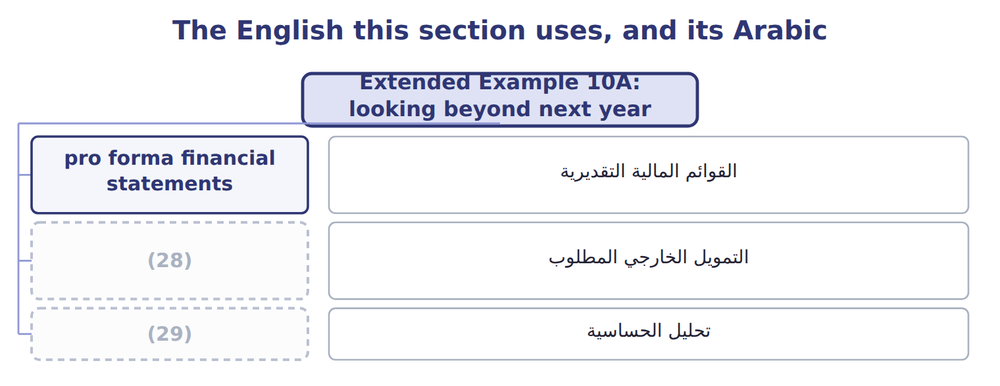 The English this section uses, and its Arabic
Extended Example 10A:
looking beyond next year
pro forma financial
statements
القوائم المالية التقديرية
(28)
التمويل الخارجي المطلوب
(29)
تحليل الحساسية